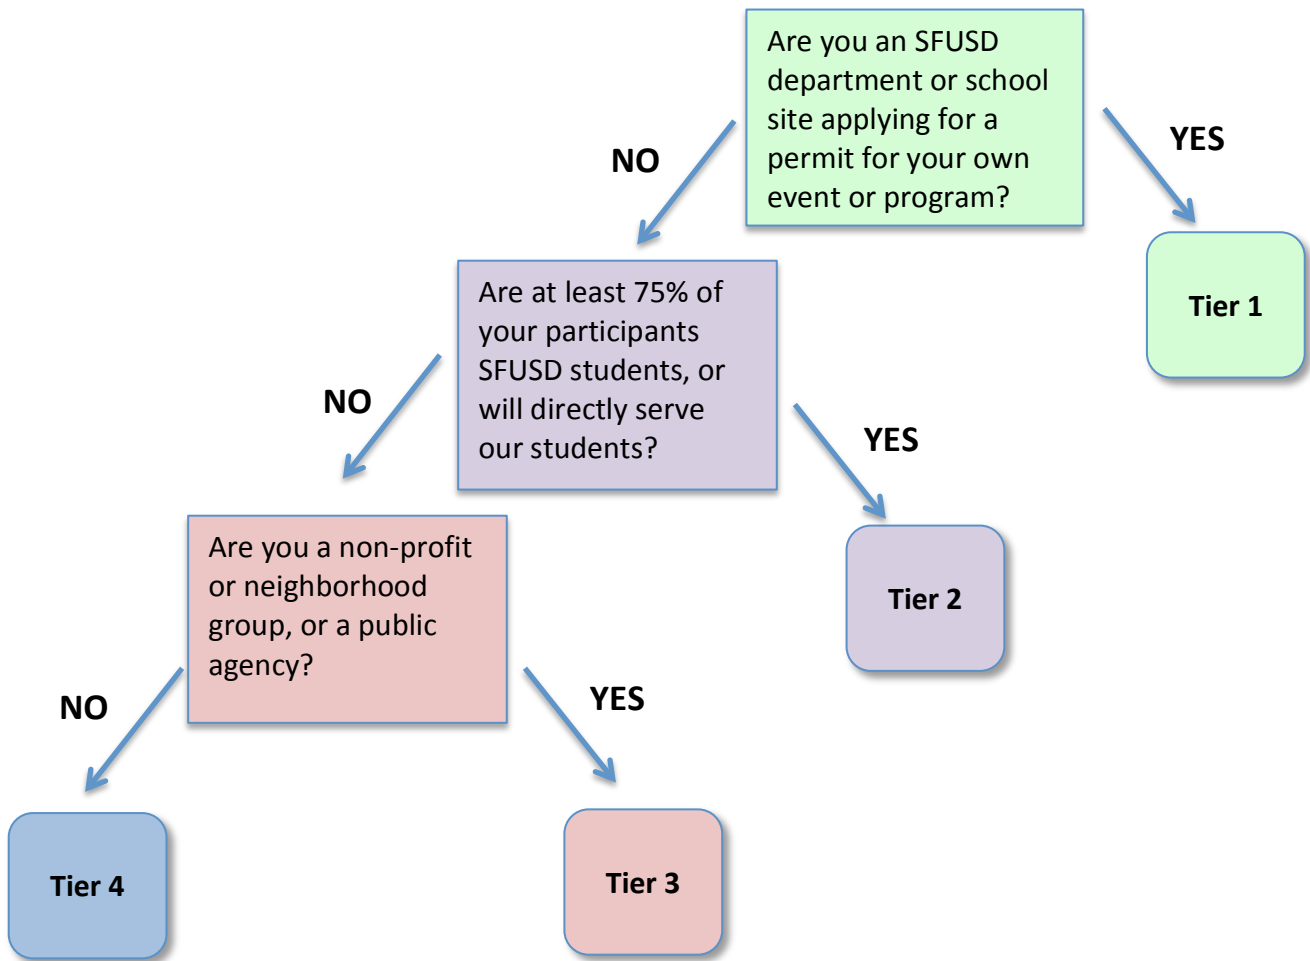 Are you an SFUSD
department or school
site applying for a
permit for your own
event or program?
NO
YES
Tier 1
Are at least 75% of
your participants
SFUSD students, or
will directly serve
our students?
NO
YES
Tier 2
Are you a non-profit
or neighborhood
group, or a public
agency?
NO
YES
Tier 4
Tier 3